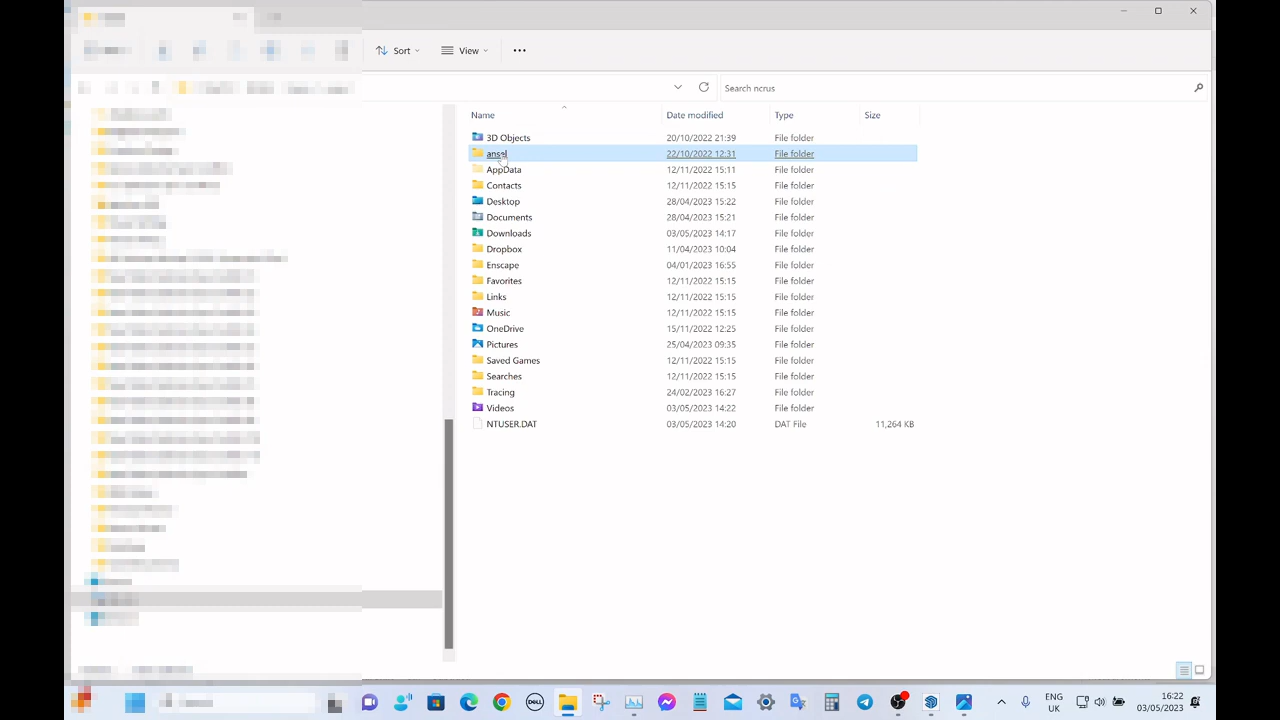 Sort
View
Search ncrus
Name Date modified Type Size
3D Objects 20/10/2022 21:39 File folder
22/10/2022 12:31 File folder
AppData 12/11/2022 15:11 File folder
Contacts 12/11/2022 15:15 File folder
Desktop 28/04/2023 15:22 File folder
Documents 28/04/2023 15:21 File folder
Downloads 03/05/2023 14:17 File folder
Dropbox 11/04/2023 10:04 File folder
Enscape 04/01/2023 16:55 File folder
Favorites 12/11/2022 15:15 File folder
Links 12/11/2022 15:15 File folder
Music 12/11/2022 15:15 File folder
OneDrive 15/11/2022 12:25 File folder
Pictures 25/04/2023 09:35 File folder
Saved Games 12/11/2022 15:15 File folder
Searches 12/11/2022 15:15 File folder
Tracing 24/02/2023 16:27 File folder
Videos 03/05/2023 14:22 File folder
NTUSER.DAT 03/05/2023 14:20 DAT File 11,264 KB
DELL
ENG
UK
16:22
03/05/2023